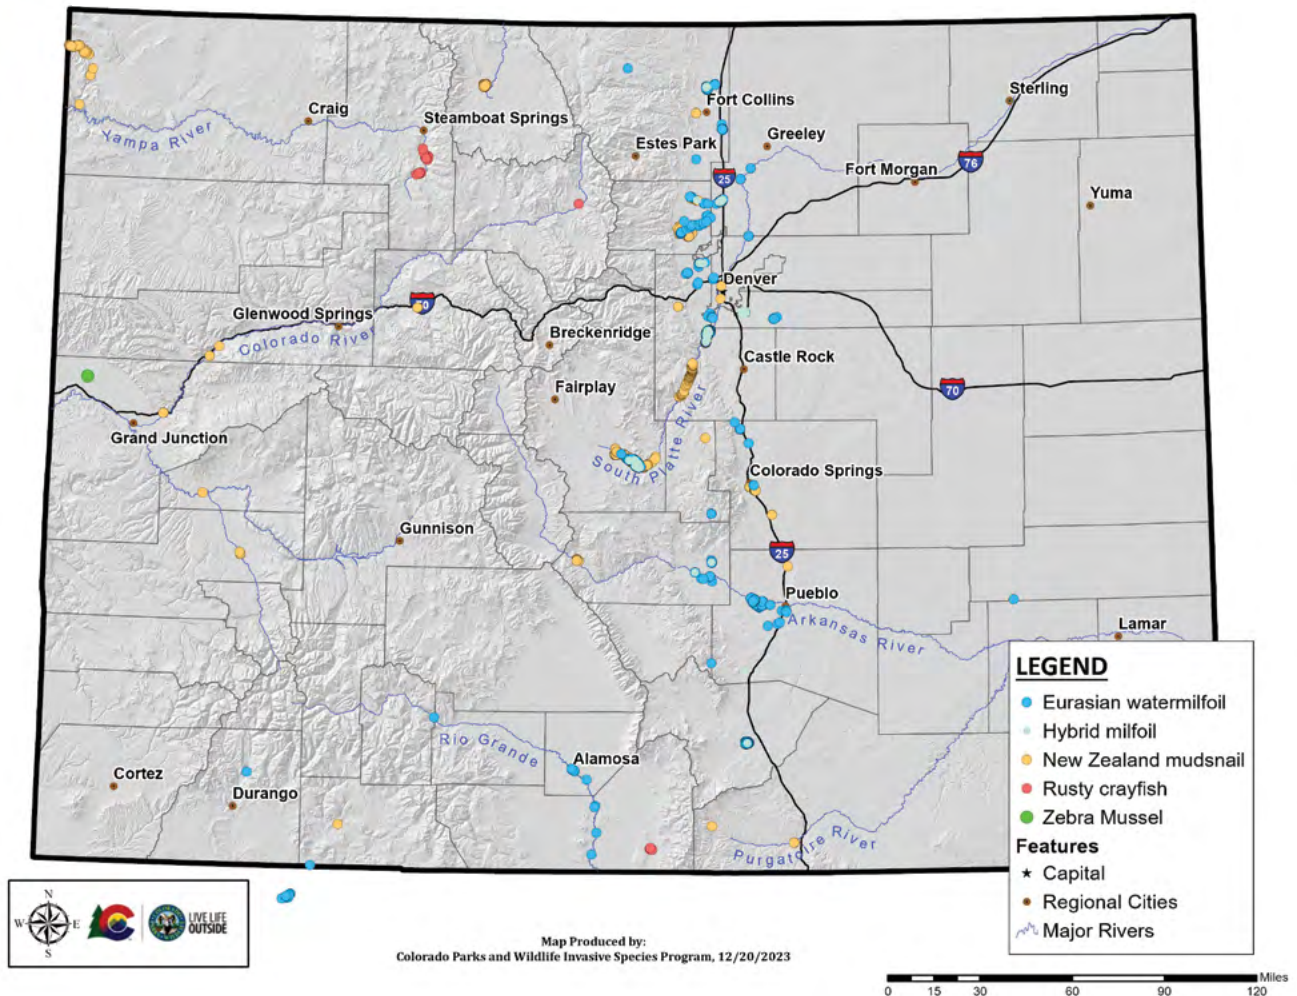 Sterling
Fort Collins
Craig
Steamboat Springs
Yampa River
Estes Park
Greeley
76
Fort Morgan
25
Yuma
Denver
Glenwood Springs
Colorado River
Breckenridge
Castle Rock
Fairplay
70
Grand Junction
South Platte River
Colorado Springs
Gunnison
25
Pueblo
Arkansas River
Lamar
Rio Grande
Alamosa
Cortez
Durango
Purgatoire River
LEGEND
Eurasian watermilfoil
Hybrid milfoil
New Zealand mudsnail
Rusty crayfish
Zebra Mussel
Features
Capital
Regional Cities
Major Rivers
N
W
E
S
C
LIVE LIFE
OUTSIDE
Map Produced by:
Colorado Parks and Wildlife Invasive Species Program, 12/20/2023
Miles
0 15 30 60 90 120